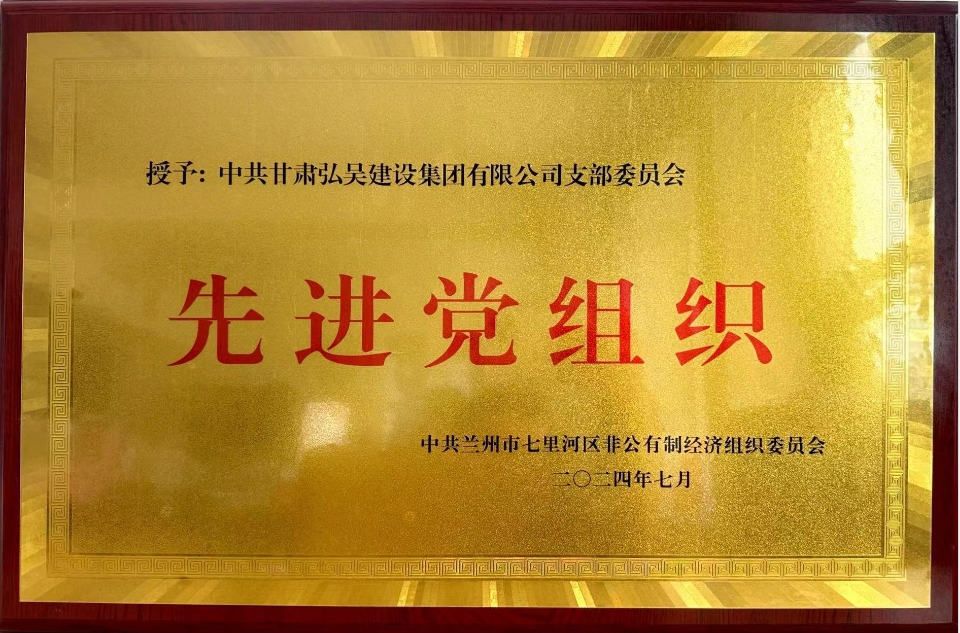 授予: 中共甘肃弘吴建设集团有限公司支部委员会
先进党组织
中共兰州市七里河区非公有制经济组织委员会
二〇二四年七月